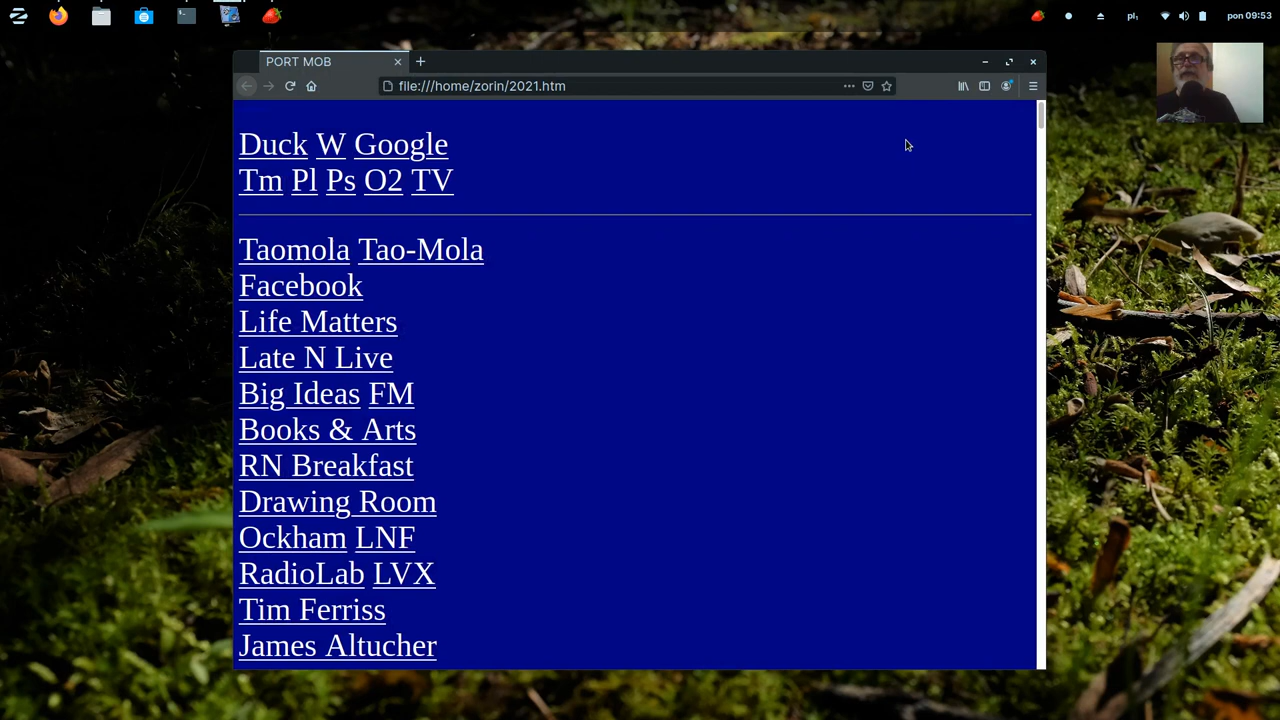 pl₁ pon 09:53
PORT MOB
file:///home/zorin/2021.htm
Duck W Google
Tm Pl Ps O2 TV
Taomola Tao-Mola
Facebook
Life Matters
Late N Live
Big Ideas FM
Books & Arts
RN Breakfast
Drawing Room
Ockham LNF
RadioLab LVX
Tim Ferriss
James Altucher